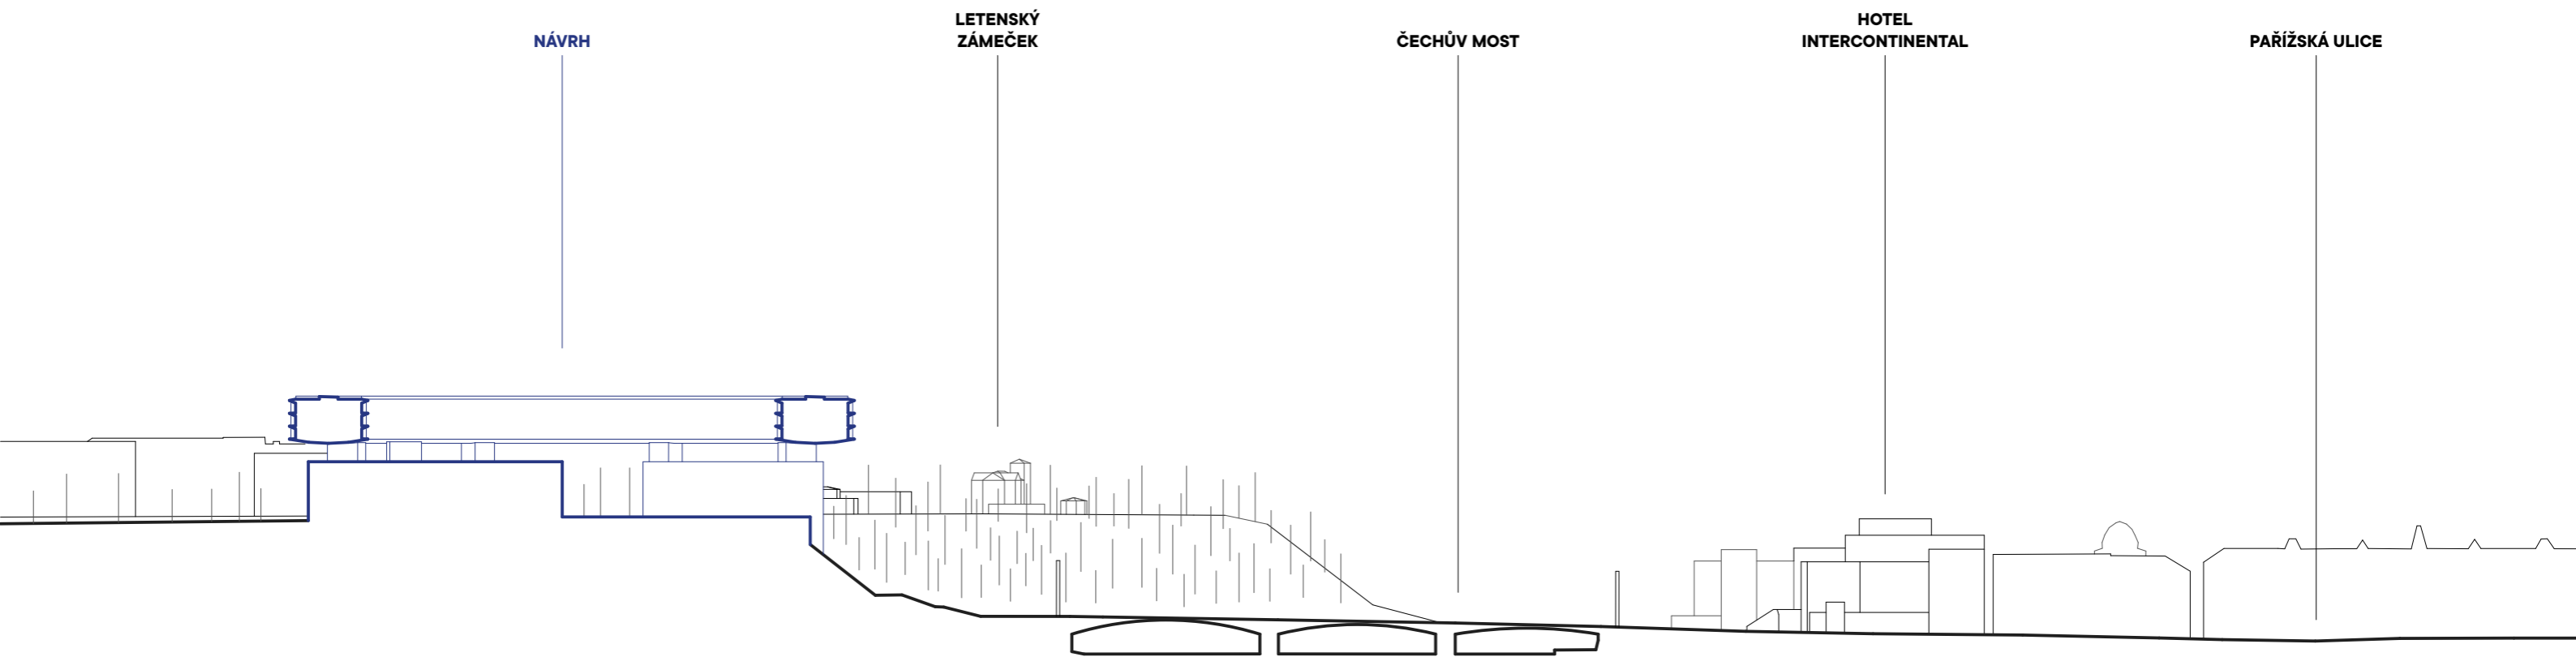 NÁVRH
LETENSKÝ
ZÁMEČEK
ČECHŮV MOST
HOTEL
INTERCONTINENTAL
PAŘÍŽSKÁ ULICE